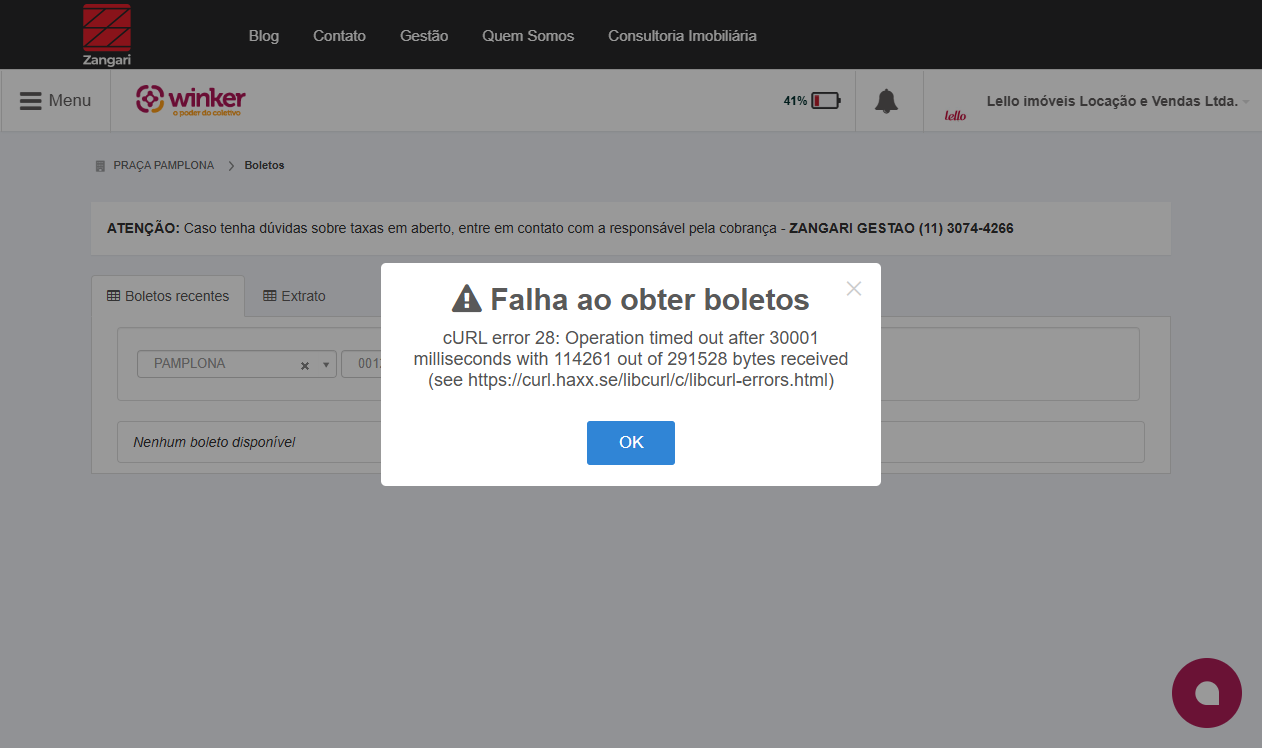 Zangari
Blog
Contato
Gestão
Quem Somos
Consultoria Imobiliária
Menu
winker
o poder do coletivo
41%
lello
Lello imóveis Locação e Vendas Ltda.
PRAÇA PAMPLONA
Boletos
ATENÇÃO: Caso tenha dúvidas sobre taxas em aberto, entre em contato com a responsável pela cobrança - ZANGARI GESTAO (11) 3074-4266
Boletos recentes
Extrato
Falha ao obter boletos
cURL error 28: Operation timed out after 30001
milliseconds with 114261 out of 291528 bytes received
(see https://curl.haxx.se/libcurl/c/libcurl-errors.html)
OK
PAMPLONA
Nenhum boleto disponível